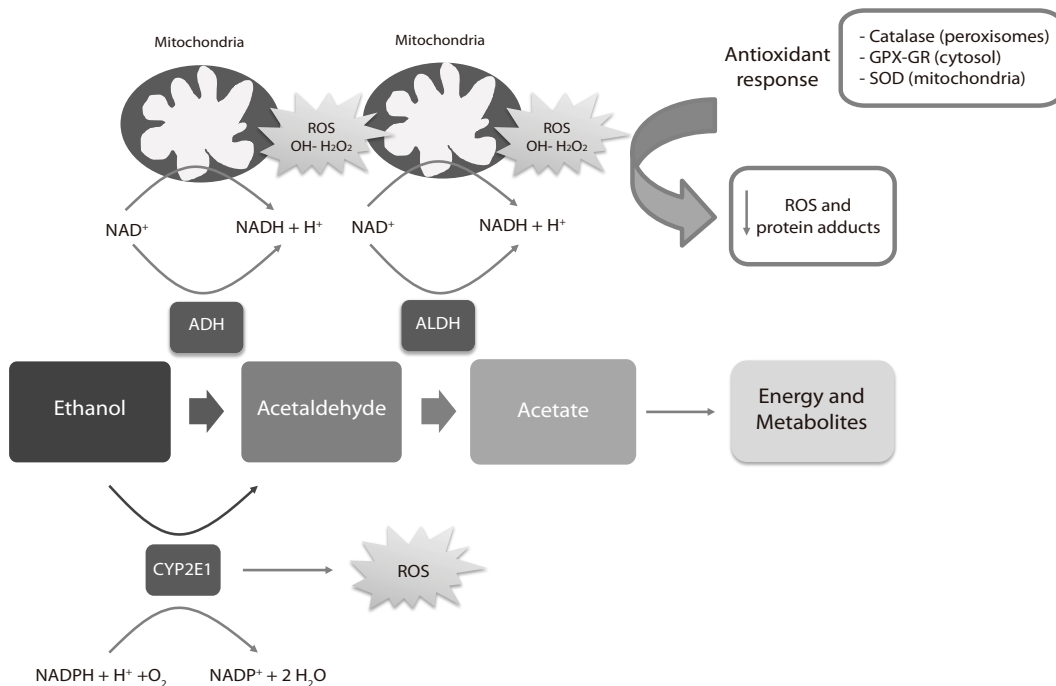 Mitochondria
Mitochondria
Antioxidant
response
- Catalase (peroxisomes)
- GPX-GR (cytosol)
- SOD (mitochondria)
ROS
OH- H₂O₂
ROS
OH- H₂O₂
ROS and
protein adducts
NAD⁺
NADH + H⁺
NAD⁺
NADH + H⁺
ADH
ALDH
Ethanol
Acetaldehyde
Acetate
Energy and
Metabolites
CYP2E1
ROS
NADPH + H⁺ +O₂
NADP⁺ + 2 H₂O